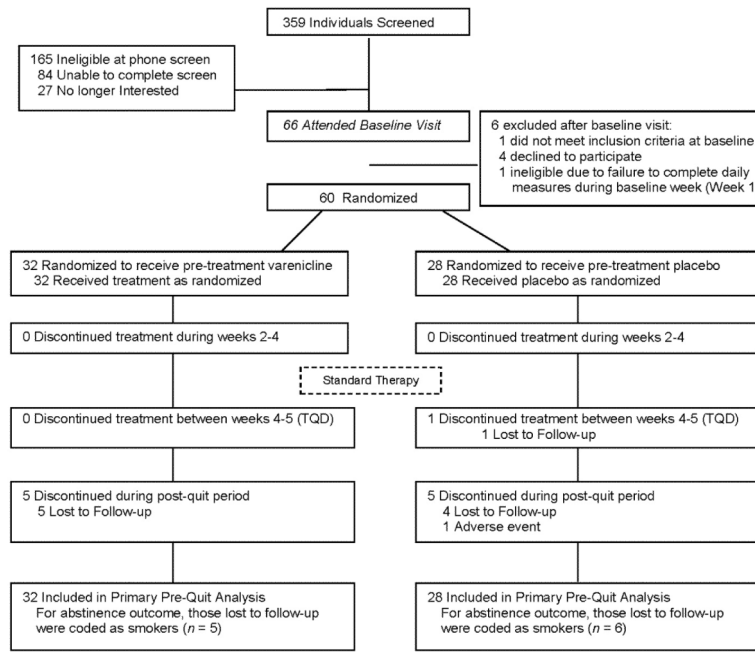 359 Individuals Screened
165 Ineligible at phone screen
84 Unable to complete screen
27 No longer Interested
66 Attended Baseline Visit
6 excluded after baseline visit:
1 did not meet inclusion criteria at baseline
4 declined to participate
1 ineligible due to failure to complete daily
measures during baseline week (Week 1
60 Randomized
32 Randomized to receive pre-treatment varenicline
32 Received treatment as randomized
28 Randomized to receive pre-treatment placebo
28 Received placebo as randomized
0 Discontinued treatment during weeks 2-4
0 Discontinued treatment during weeks 2-4
Standard Therapy
0 Discontinued treatment between weeks 4-5 (TQD)
1 Discontinued treatment between weeks 4-5 (TQD)
1 Lost to Follow-up
5 Discontinued during post-quit period
5 Lost to Follow-up
5 Discontinued during post-quit period
4 Lost to Follow-up
1 Adverse event
32 Included in Primary Pre-Quit Analysis
For abstinence outcome, those lost to follow-up
were coded as smokers (n = 5)
28 Included in Primary Pre-Quit Analysis
For abstinence outcome, those lost to follow-up
were coded as smokers (n = 6)